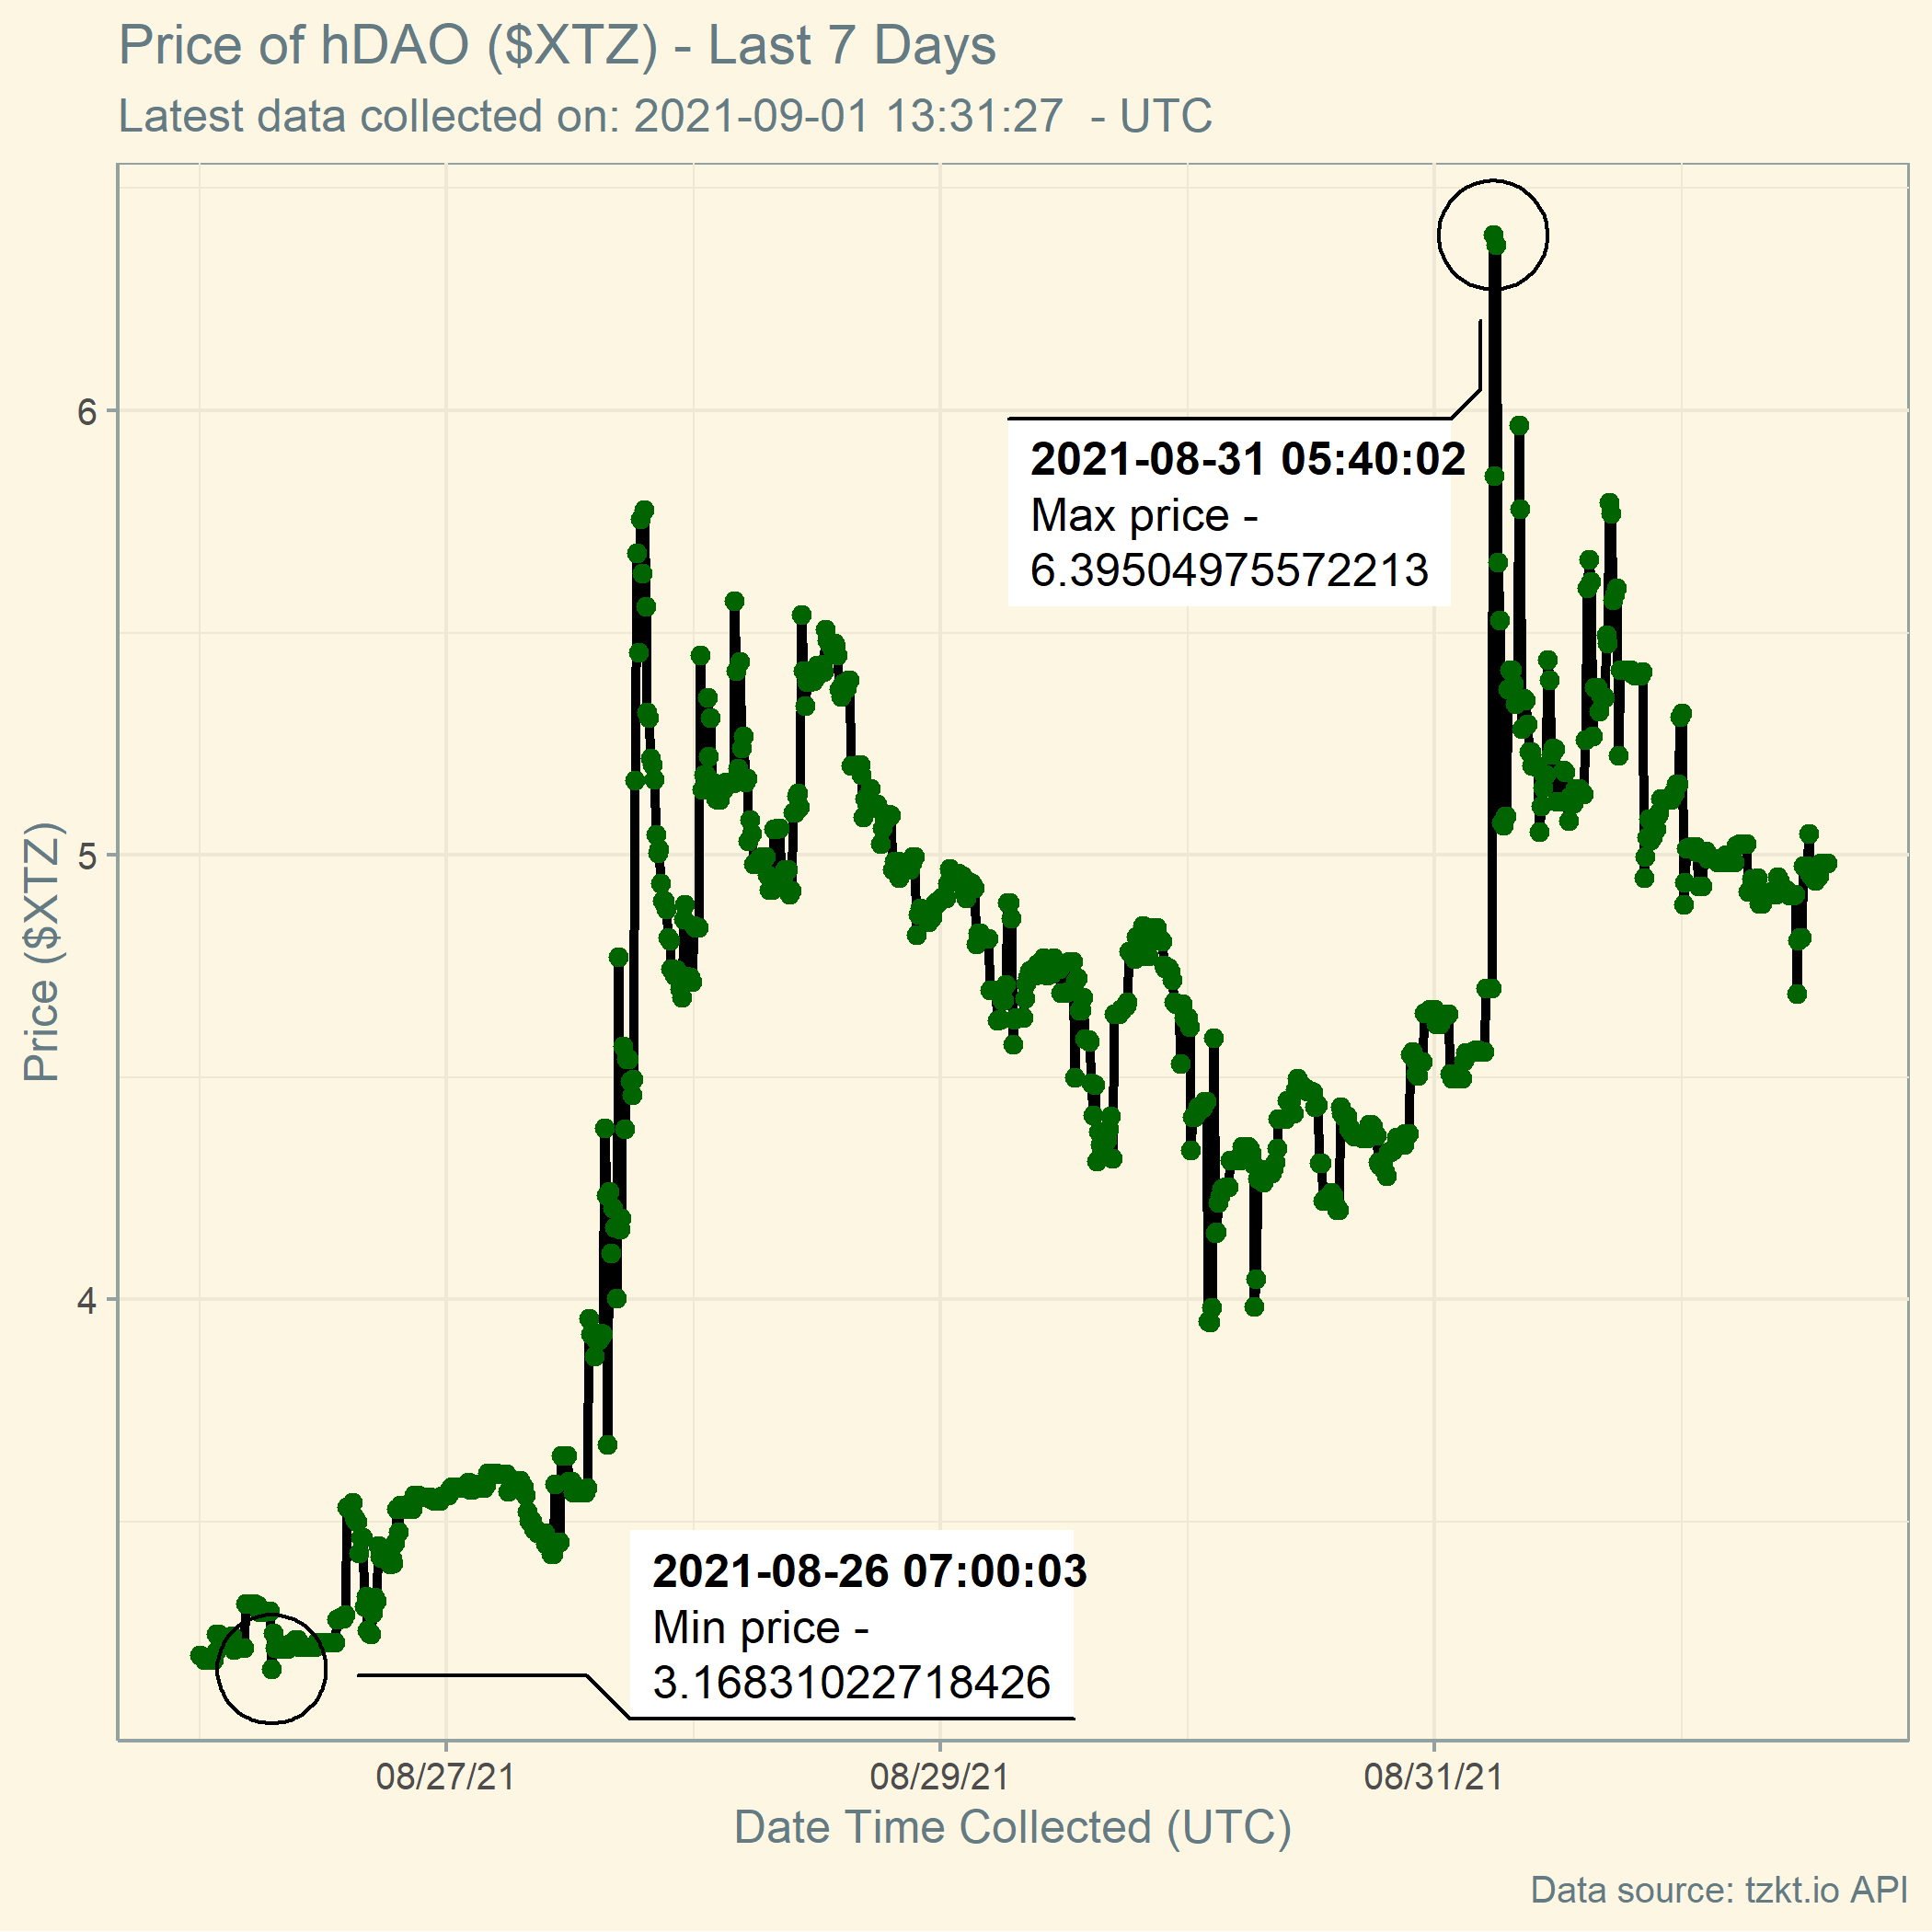 Price of hDAO ($XTZ) - Last 7 Days
Latest data collected on: 2021-09-01 13:31:27  - UTC
6
2021-08-31 05:40:02
Max price -
6.39504975572213
5
Price ($XTZ)
4
2021-08-26 07:00:03
Min price -
3.16831022718426
08/27/21
08/29/21
08/31/21
Date Time Collected (UTC)
Data source: tzkt.io API